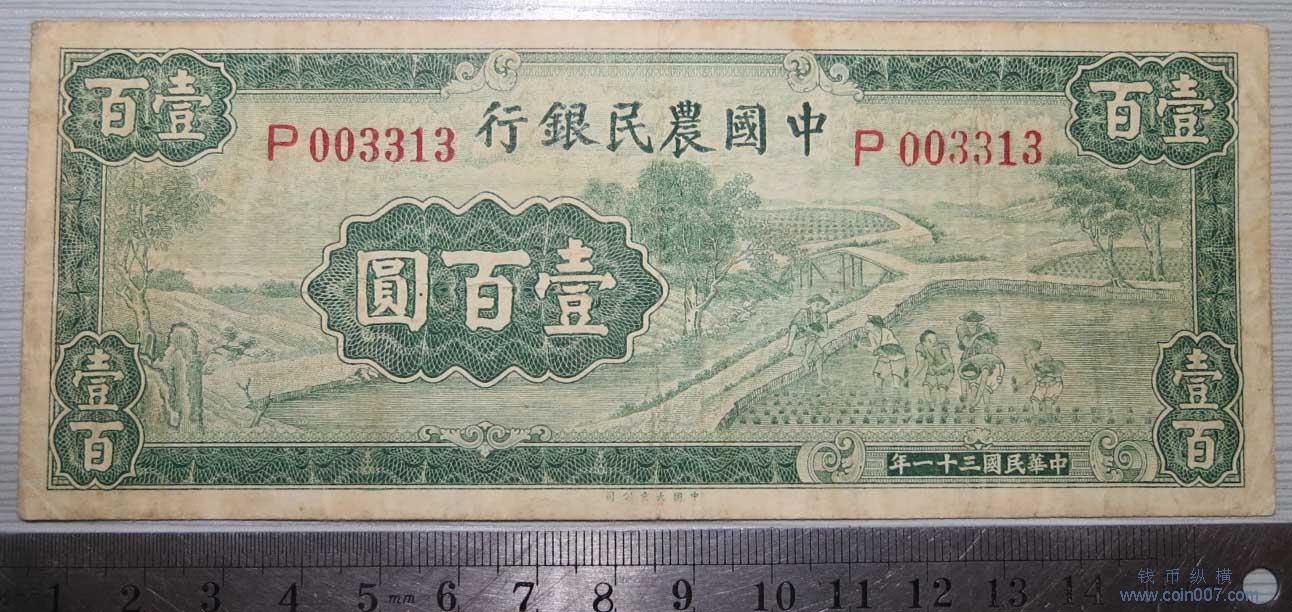 壹百
壹百
中國農民銀行
P 003313
P 003313
壹百圓
壹百
壹百
中華民國三十一年
1 2 3 4 5 mm 6 7 8 9 10 11 12 13 14
钱币纵横
www.coin007.com